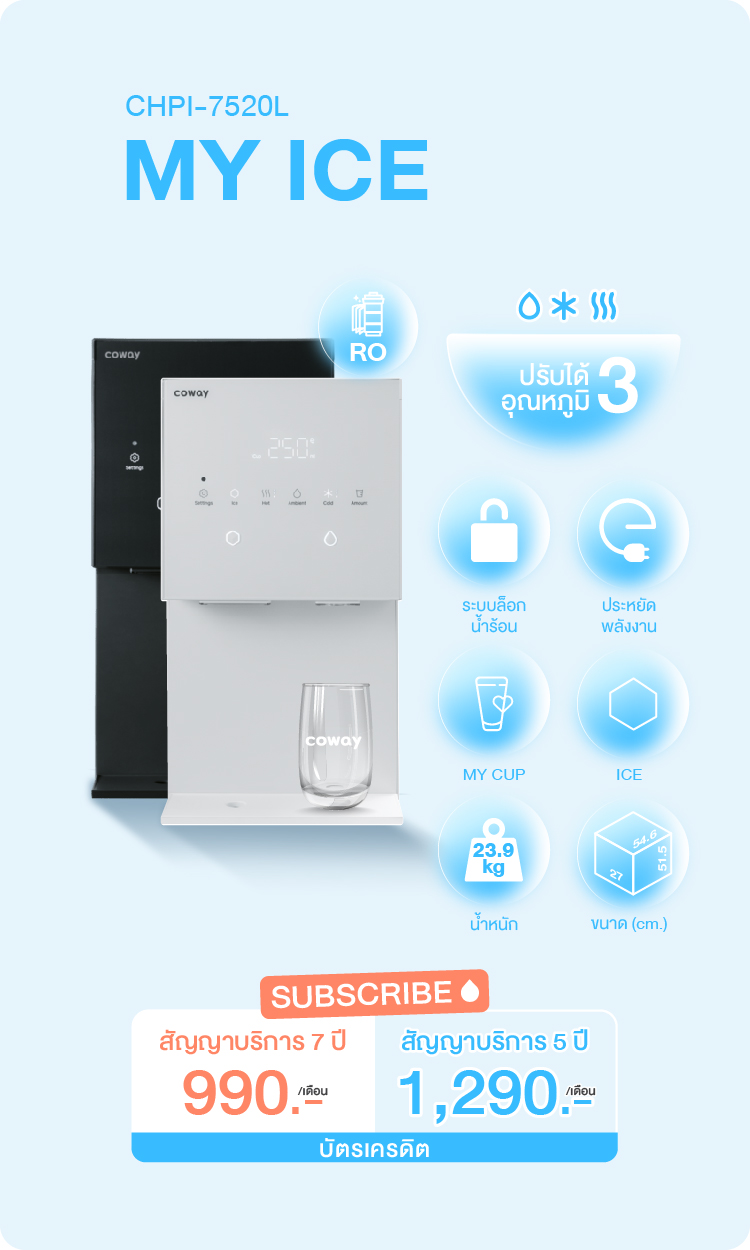 CHPI-7520L
MY ICE
RO
coway
coway
250
Settings
Settings
Ice
Hot
Ambient
Cold
Amount
coway
ปรับได้
อุณหภูมิ 3
ระบบล็อก
น้ำร้อน
ประหยัด
พลังงาน
MY CUP
ICE
23.9
kg
54.6
51.5
27
น้ำหนัก
ขนาด (cm.)
SUBSCRIBE
สัญญาบริการ 7 ปี
990.– /เดือน
สัญญาบริการ 5 ปี
1,290.– /เดือน
บัตรเครดิต